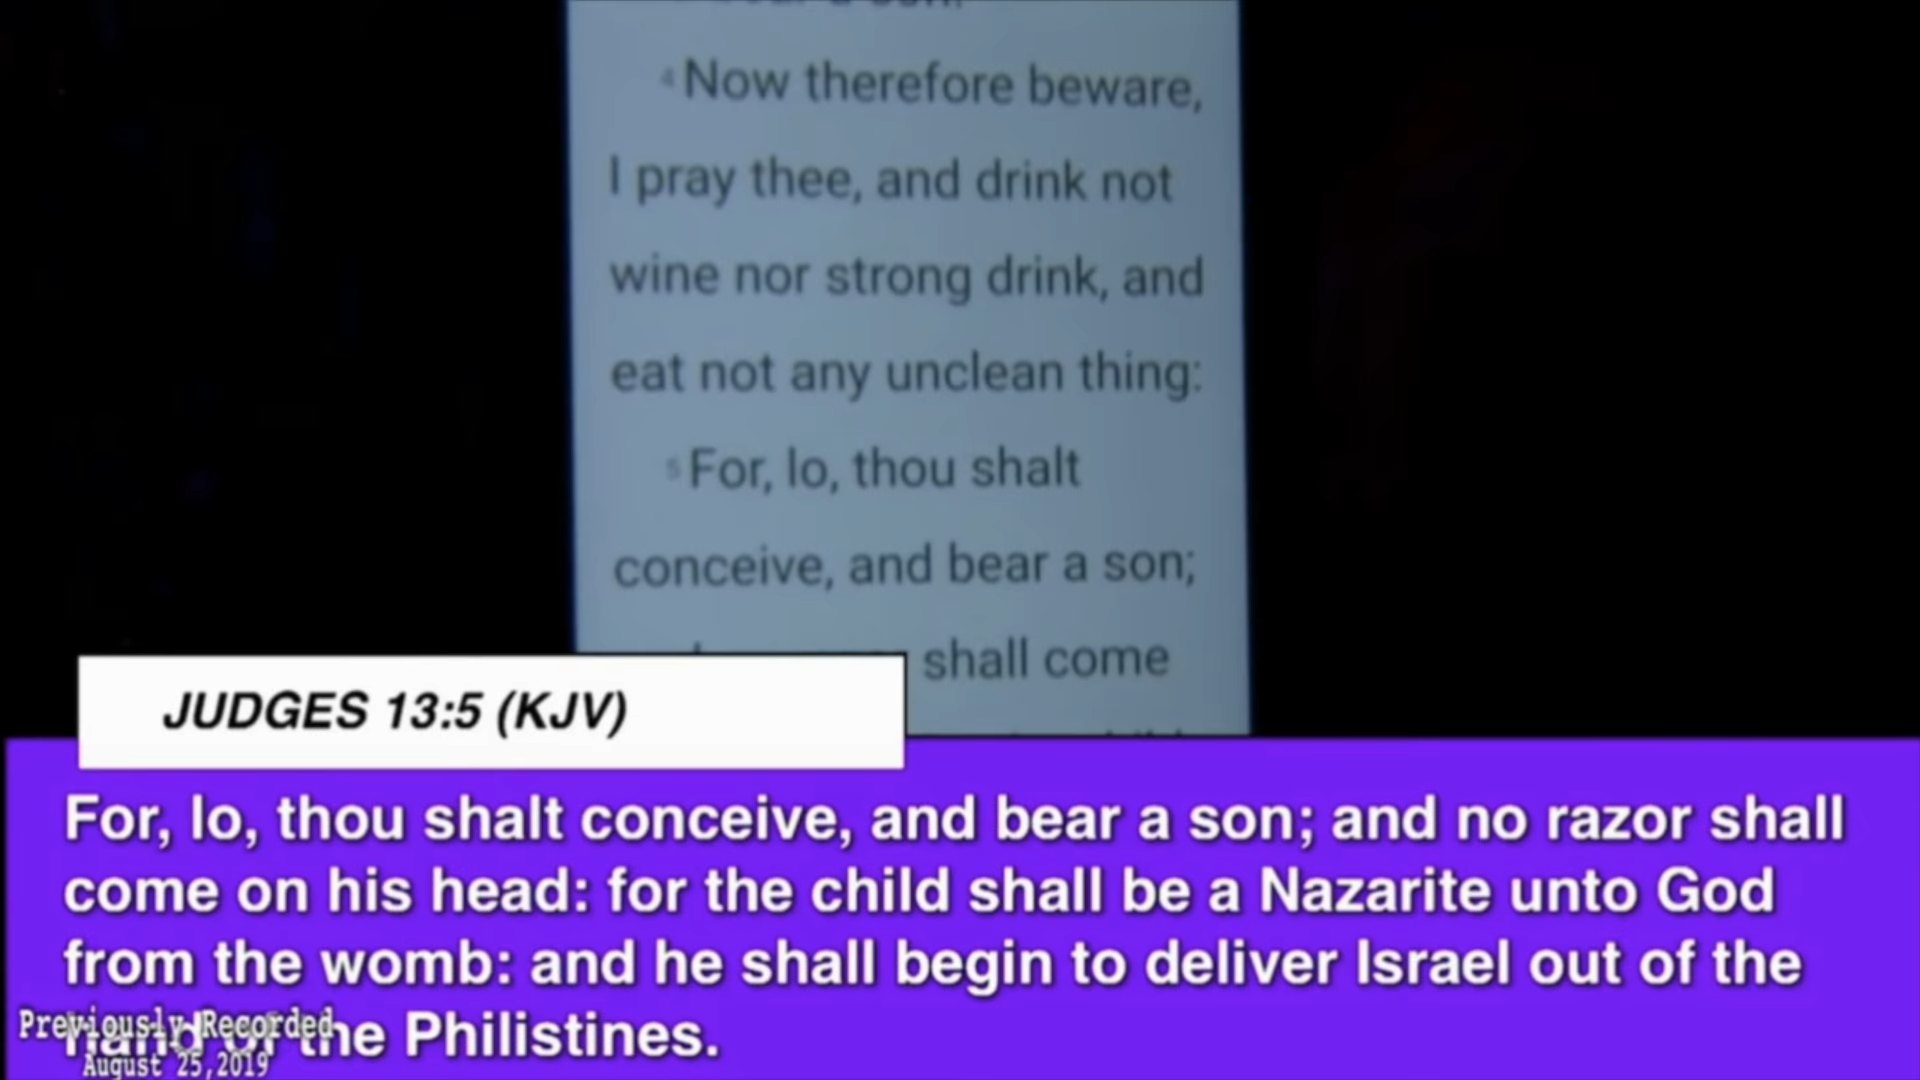 4 Now therefore beware,
I pray thee, and drink not
wine nor strong drink, and
eat not any unclean thing:
5 For, lo, thou shalt
conceive, and bear a son;
shall come
JUDGES 13:5 (KJV)
For, lo, thou shalt conceive, and bear a son; and no razor shall
come on his head: for the child shall be a Nazarite unto God
from the womb: and he shall begin to deliver Israel out of the
hand of the Philistines.
Previously Recorded
August 25,2019